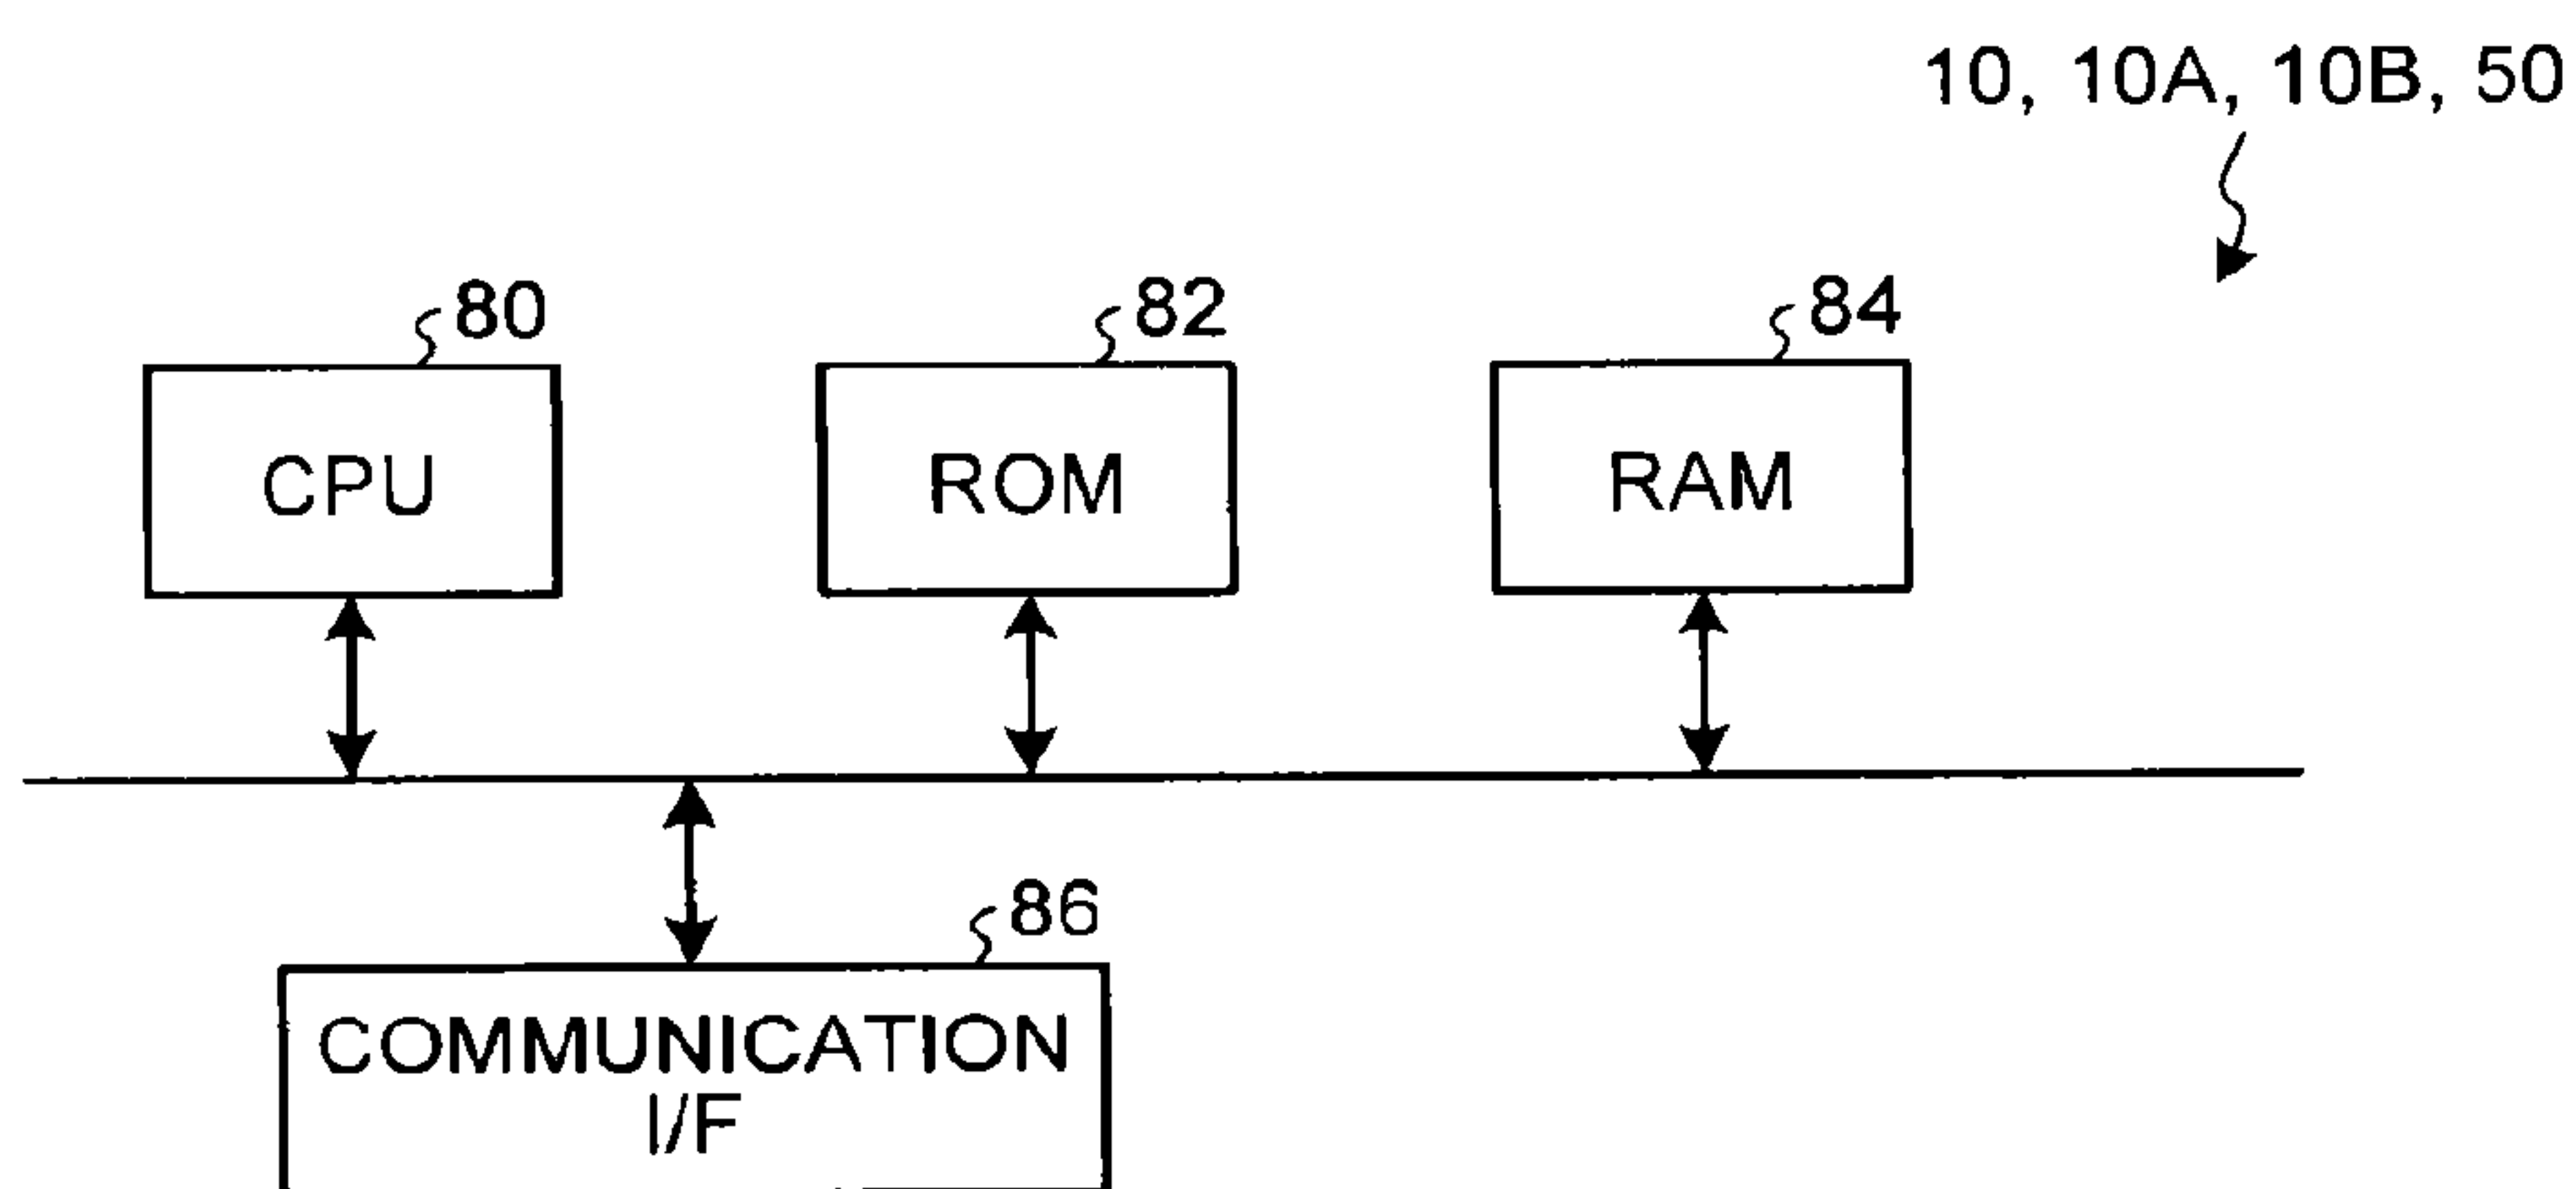 10, 10A, 10B, 50
80
82
84
CPU
ROM
RAM
86
COMMUNICATION
I/F